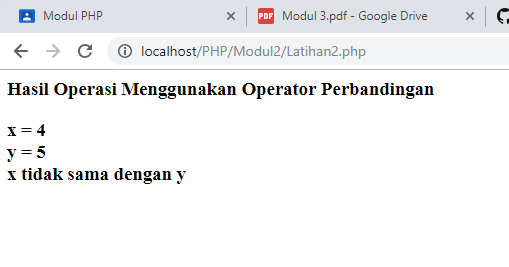 Modul PHP
PDF Modul 3.pdf - Google Drive
localhost/PHP/Modul2/Latihan2.php
Hasil Operasi Menggunakan Operator Perbandingan
x = 4
y = 5
x tidak sama dengan y